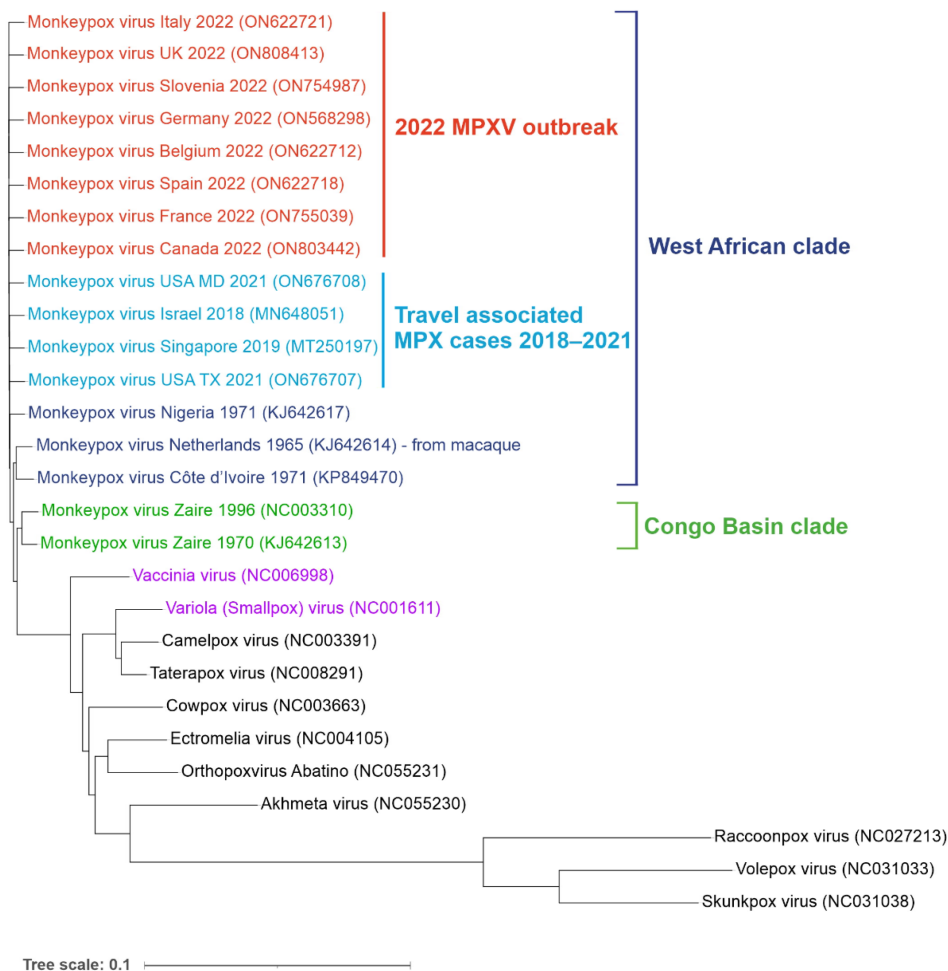 Monkeypox virus Italy 2022 (ON622721)
Monkeypox virus UK 2022 (ON808413)
Monkeypox virus Slovenia 2022 (ON754987)
Monkeypox virus Germany 2022 (ON568298)
2022 MPXV outbreak
Monkeypox virus Belgium 2022 (ON622712)
Monkeypox virus Spain 2022 (ON622718)
Monkeypox virus France 2022 (ON755039)
Monkeypox virus Canada 2022 (ON803442)
West African clade
Monkeypox virus USA MD 2021 (ON676708)
Monkeypox virus Israel 2018 (MN648051)
Travel associated
MPX cases 2018–2021
Monkeypox virus Singapore 2019 (MT250197)
Monkeypox virus USA TX 2021 (ON676707)
Monkeypox virus Nigeria 1971 (KJ642617)
Monkeypox virus Netherlands 1965 (KJ642614) - from macaque
Monkeypox virus Côte d'Ivoire 1971 (KP849470)
Monkeypox virus Zaire 1996 (NC003310)
Congo Basin clade
Monkeypox virus Zaire 1970 (KJ642613)
Vaccinia virus (NC006998)
Variola (Smallpox) virus (NC001611)
Camelpox virus (NC003391)
Taterapox virus (NC008291)
Cowpox virus (NC003663)
Ectromelia virus (NC004105)
Orthopoxvirus Abatino (NC055231)
Akhmeta virus (NC055230)
Raccoonpox virus (NC027213)
Volepox virus (NC031033)
Skunkpox virus (NC031038)
Tree scale: 0.1